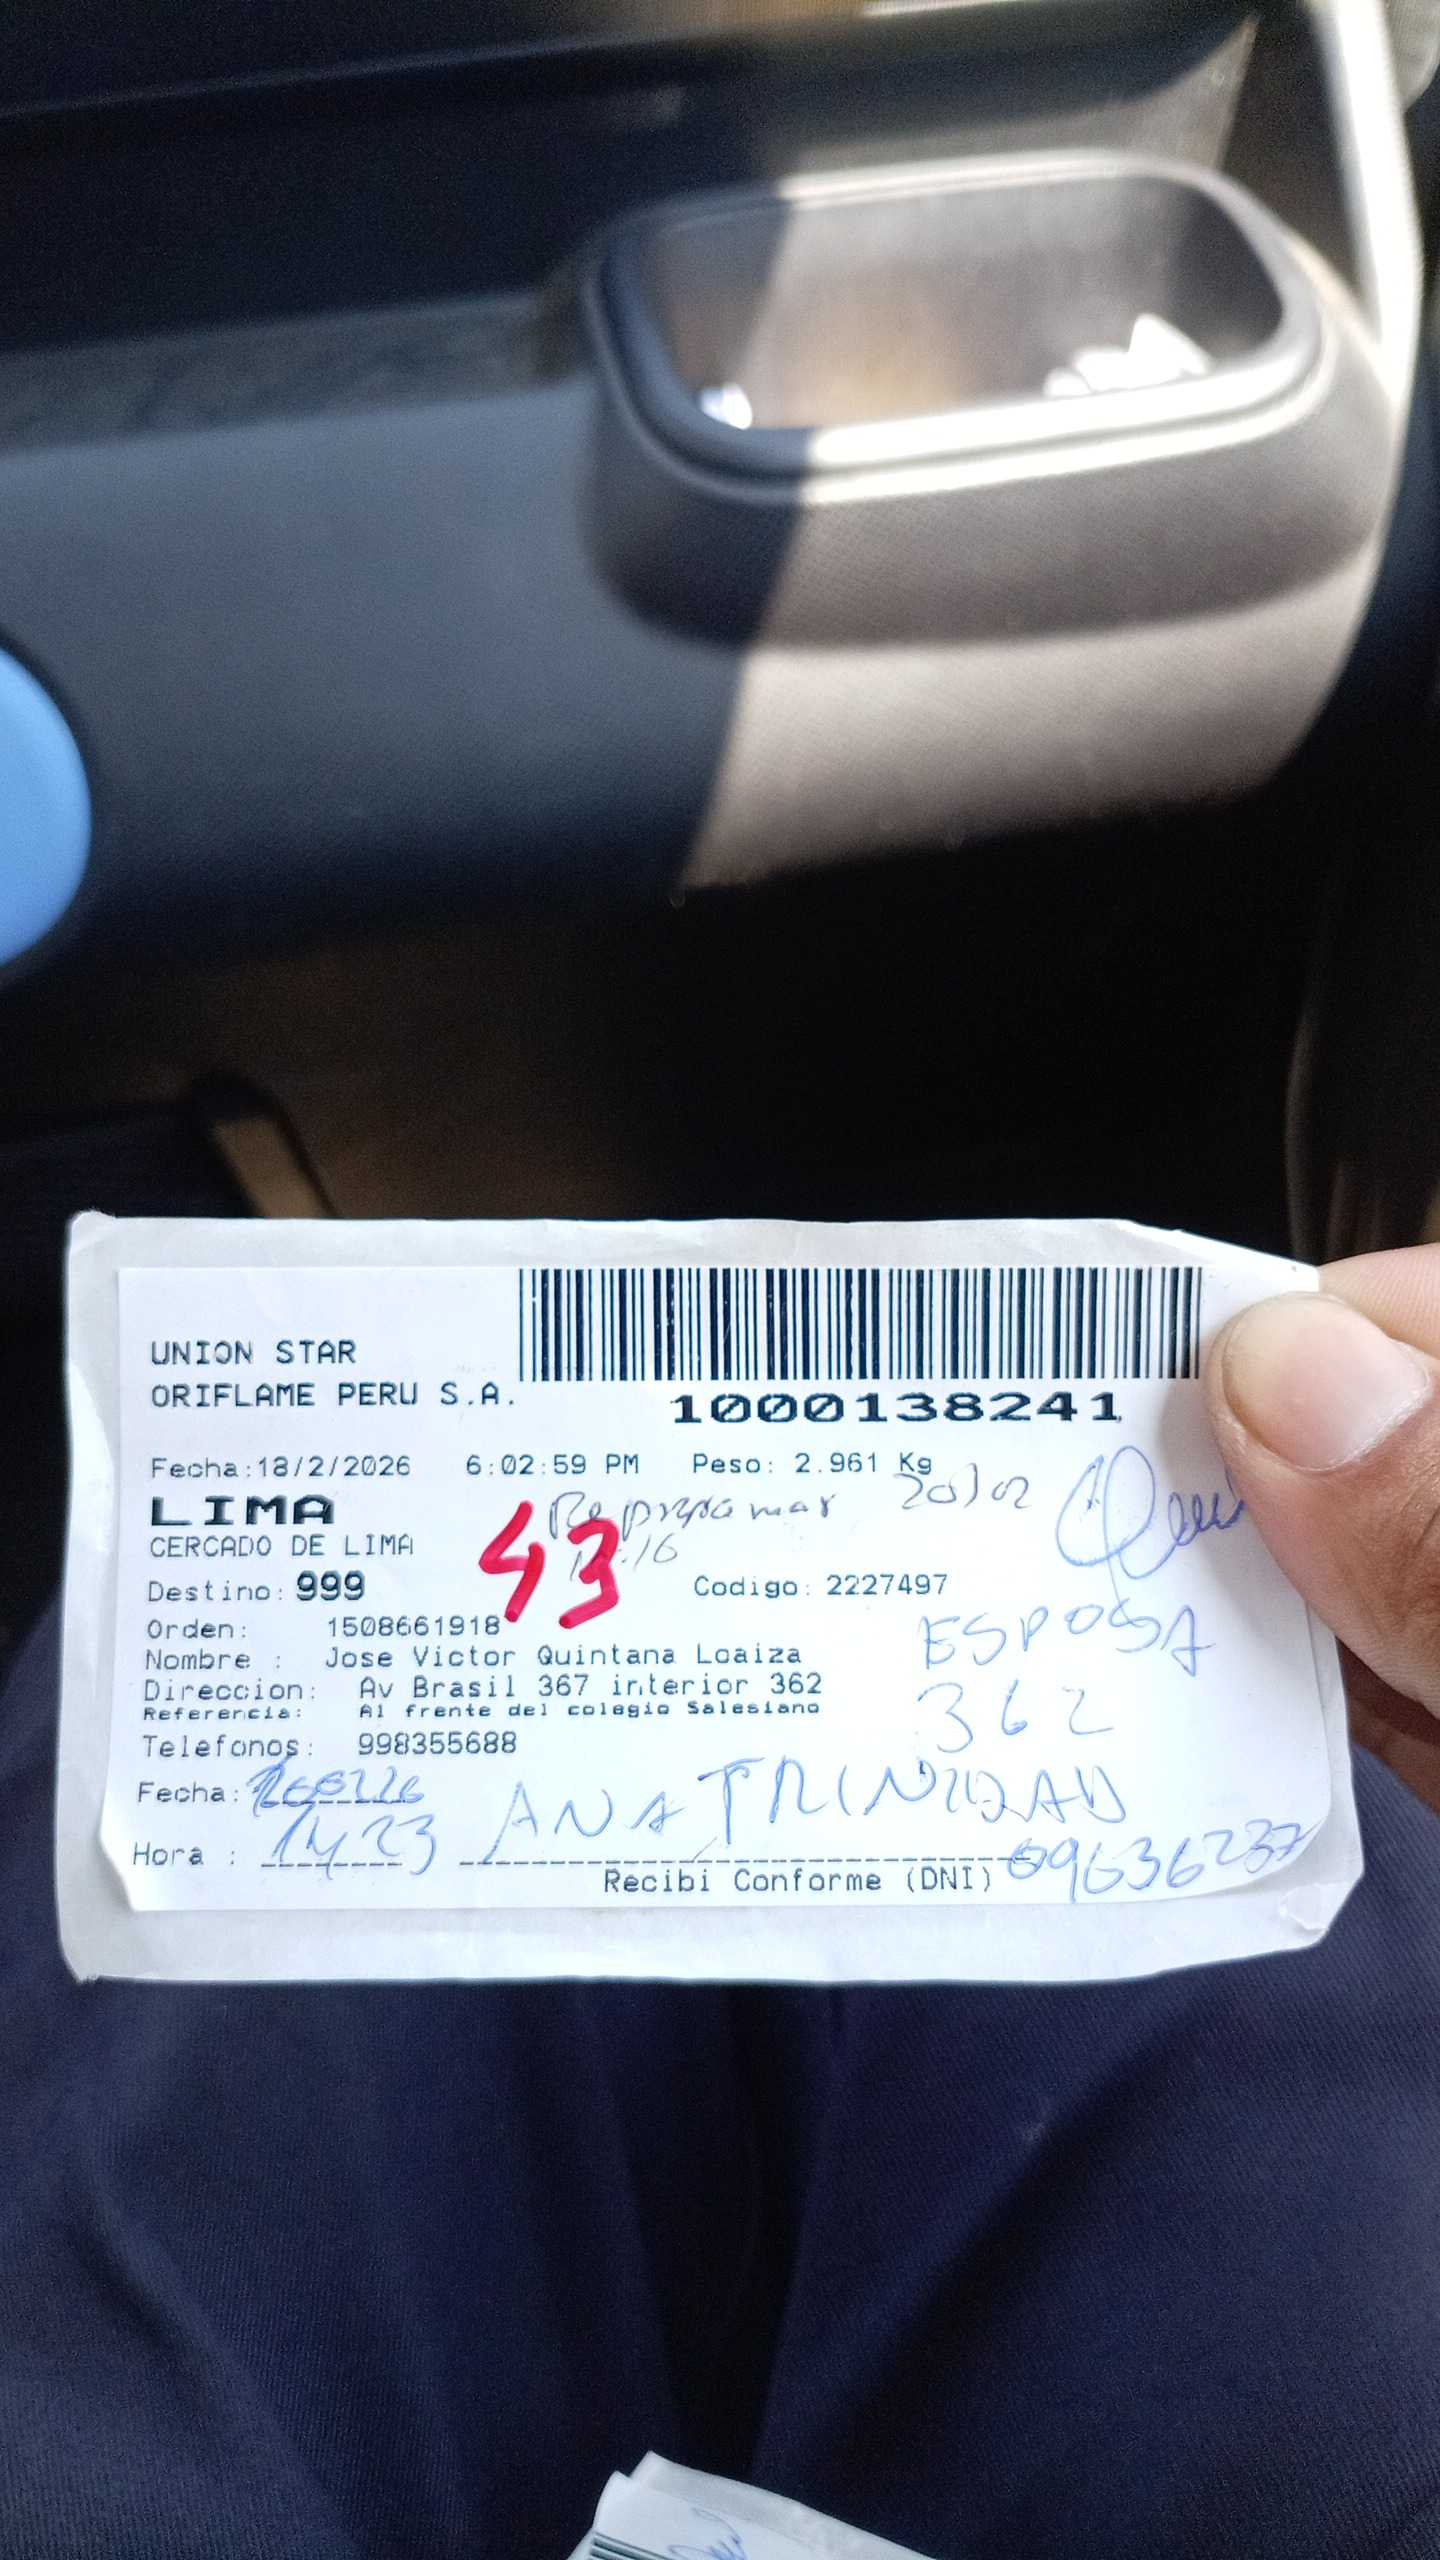 UNION STAR
ORIFLAME PERU S.A.
1000138241
Fecha:18/2/2026 6:02:59 PM Peso: 2.961 Kg
LIMA Reprogramar 20/02
CERCADO DE LIMA 43
Destino: 999 Codigo: 2227497
Orden: 1508661918 ESPOSA
Nombre : Jose Victor Quintana Loaiza
Direccion: Av Brasil 367 interior 362
Referencia: Al frente del colegio Salesiano 362
Telefonos: 998355688
Fecha: ANA TRINIDAD
Hora : 1423
Recibi Conforme (DNI) 09636237